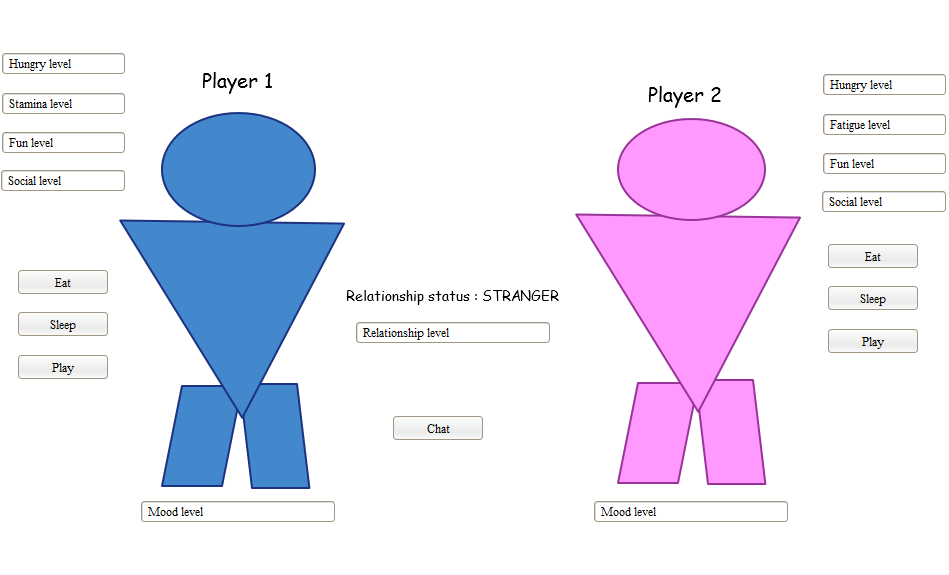 Hungry level
Stamina level
Fun level
Social level
Eat
Sleep
Play
Player 1
Mood level
Relationship status : STRANGER
Relationship level
Chat
Player 2
Mood level
Hungry level
Fatigue level
Fun level
Social level
Eat
Sleep
Play